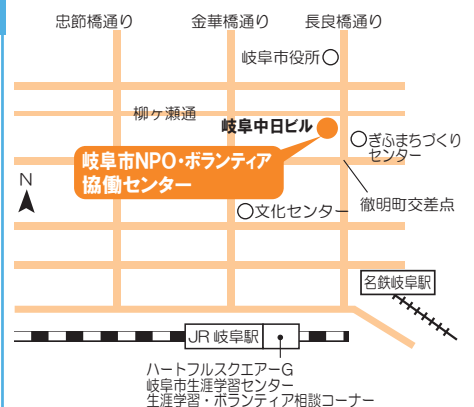 忠節橋通り
金華橋通り
長良橋通り
岐阜市役所
柳ヶ瀬通
岐阜中日ビル
ぎふまちづくり
センター
岐阜市NPO・ボランティア
協働センター
N
文化センター
徹明町交差点
名鉄岐阜駅
JR 岐阜駅
ハートフルスクエアーG
岐阜市生涯学習センター
生涯学習・ボランティア相談コーナー